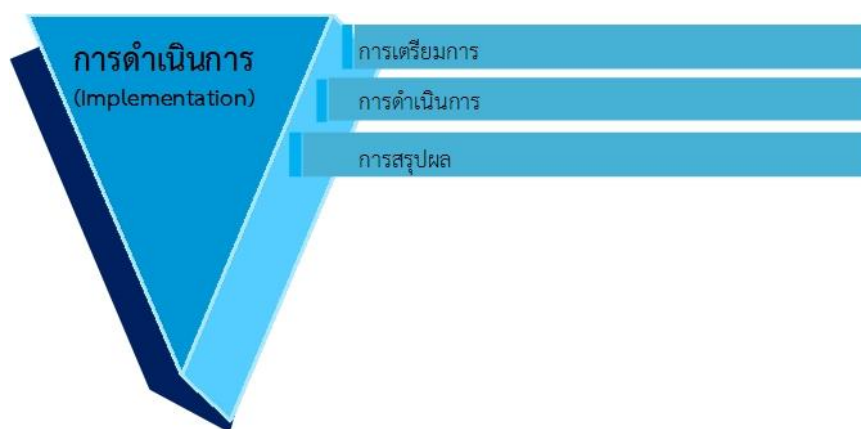 การดำเนินการ
(Implementation)
การเตรียมการ
การดำเนินการ
การสรุปผล